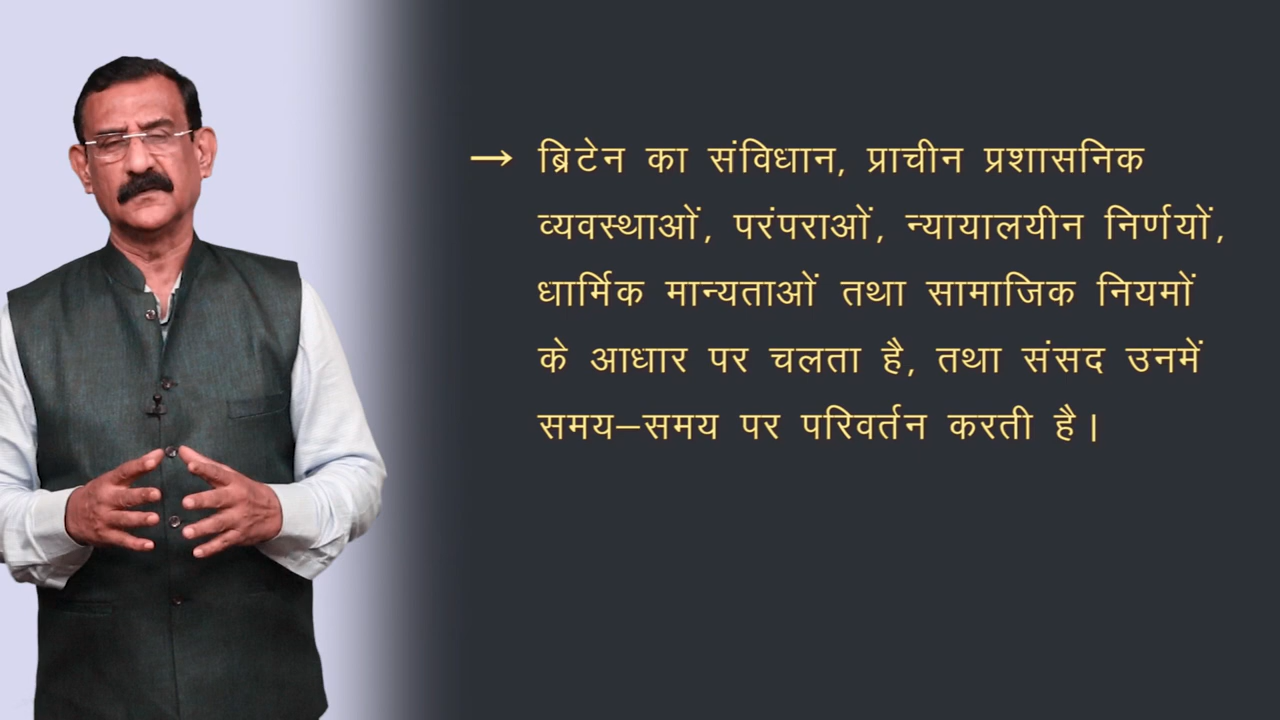 → ब्रिटेन का संविधान, प्राचीन प्रशासनिक
व्यवस्थाओं, परंपराओं, न्यायालयीन निर्णयों,
धार्मिक मान्यताओं तथा सामाजिक नियमों
के आधार पर चलता है, तथा संसद उनमें
समय–समय पर परिवर्तन करती है।